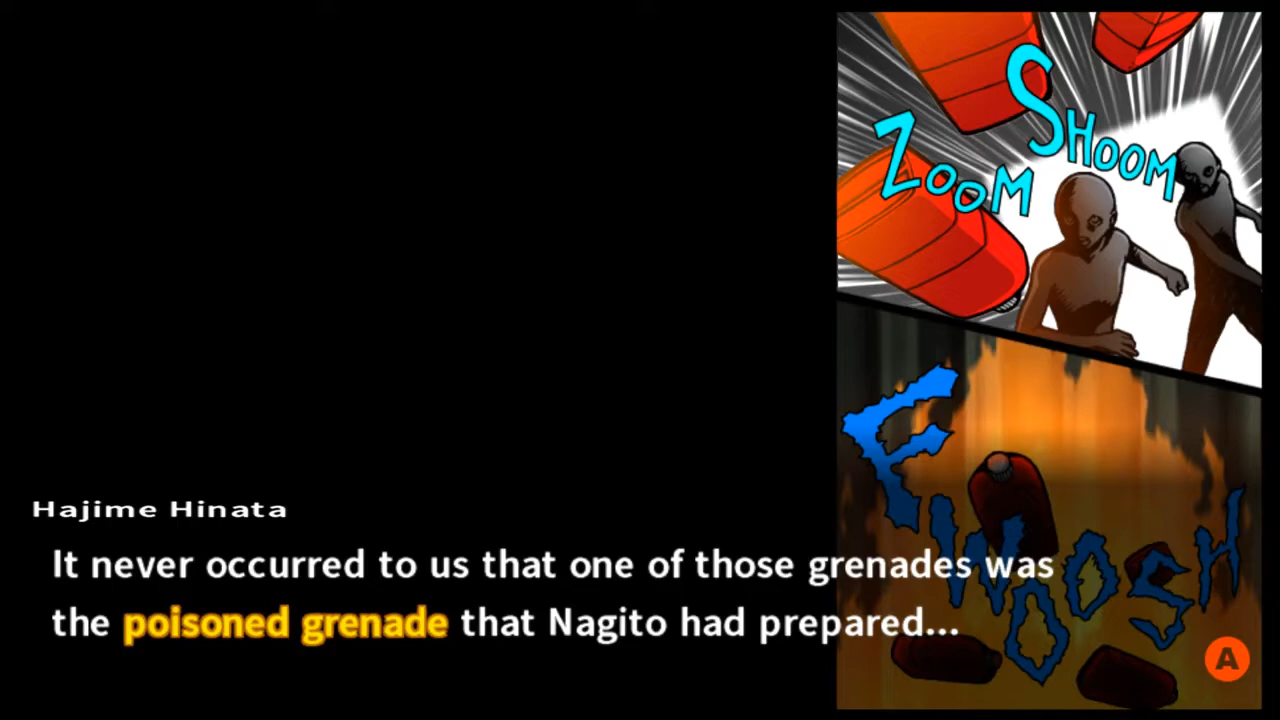 ZOOM
SHOOM
FWOOSH
Hajime Hinata
It never occurred to us that one of those grenades was
the poisoned grenade that Nagito had prepared...
A